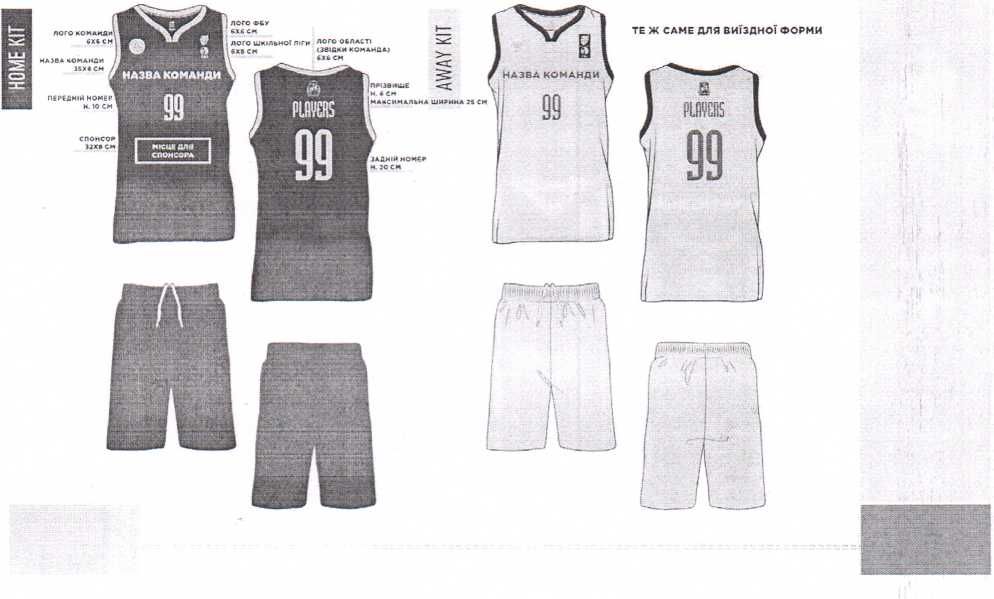 HOME KIT
ЛОГО КОМАНДИ
6Х6 СМ
НАЗВА КОМАНДИ
35Х4 СМ
ПЕРЕДНІЙ НОМЕР
Н. 10 СМ
СПОНСОР
32Х8 СМ
НАЗВА КОМАНДИ
99
МІСЦЕ ДЛЯ
СПОНСОРА
ЛОГО ФБУ
6Х6 СМ
ЛОГО ШКІЛЬНОЇ ЛІГИ
6Х8 СМ
ЛОГО ОБЛАСТІ
(ЗВІДКИ КОМАНДА)
6Х6 СМ
PLAYERS
99
ПРІЗВИЩЕ
Н. 6 СМ
МАКСИМАЛЬНА ШИРИНА 25 СМ
ЗАДНІЙ НОМЕР
Н. 20 СМ
AWAY KIT
НАЗВА КОМАНДИ
99
PLAYERS
99
ТЕ Ж САМЕ ДЛЯ ВИЇЗДНОЇ ФОРМИ